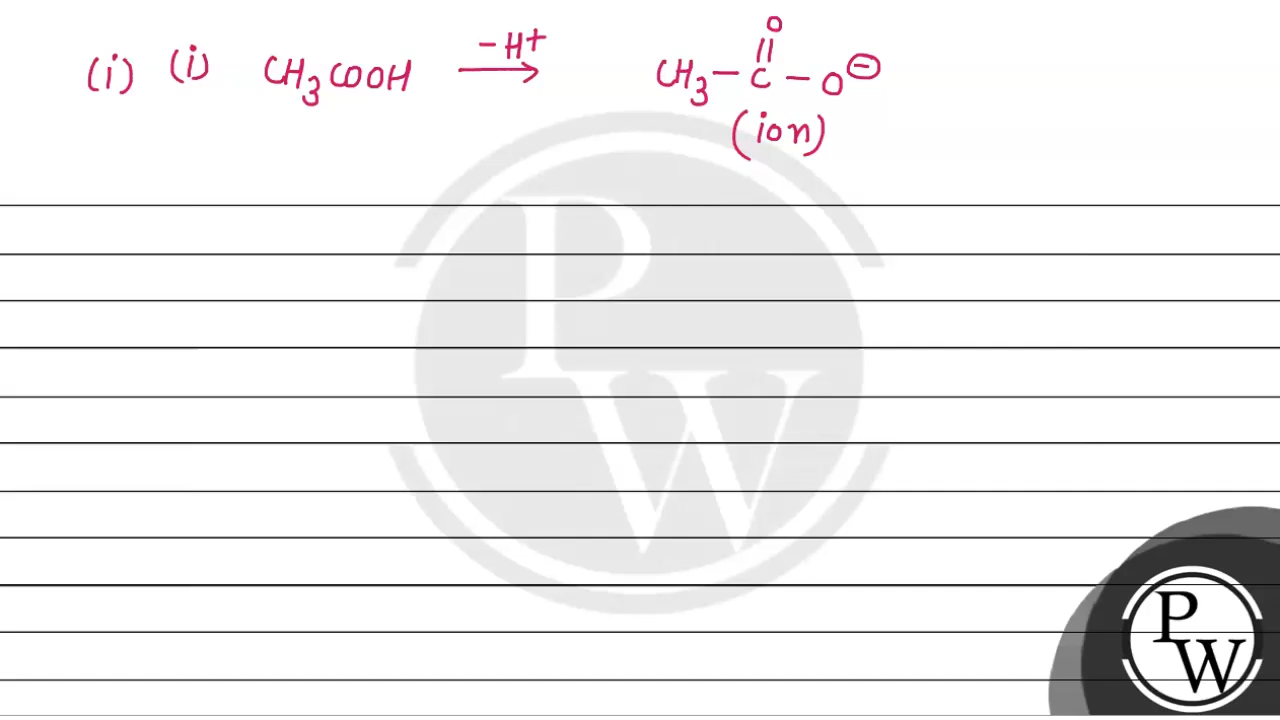 (i) (i) CH₃COOH —−H+→ CH₃ − C − O⊖
O
||
(ion)
P
W
P
W